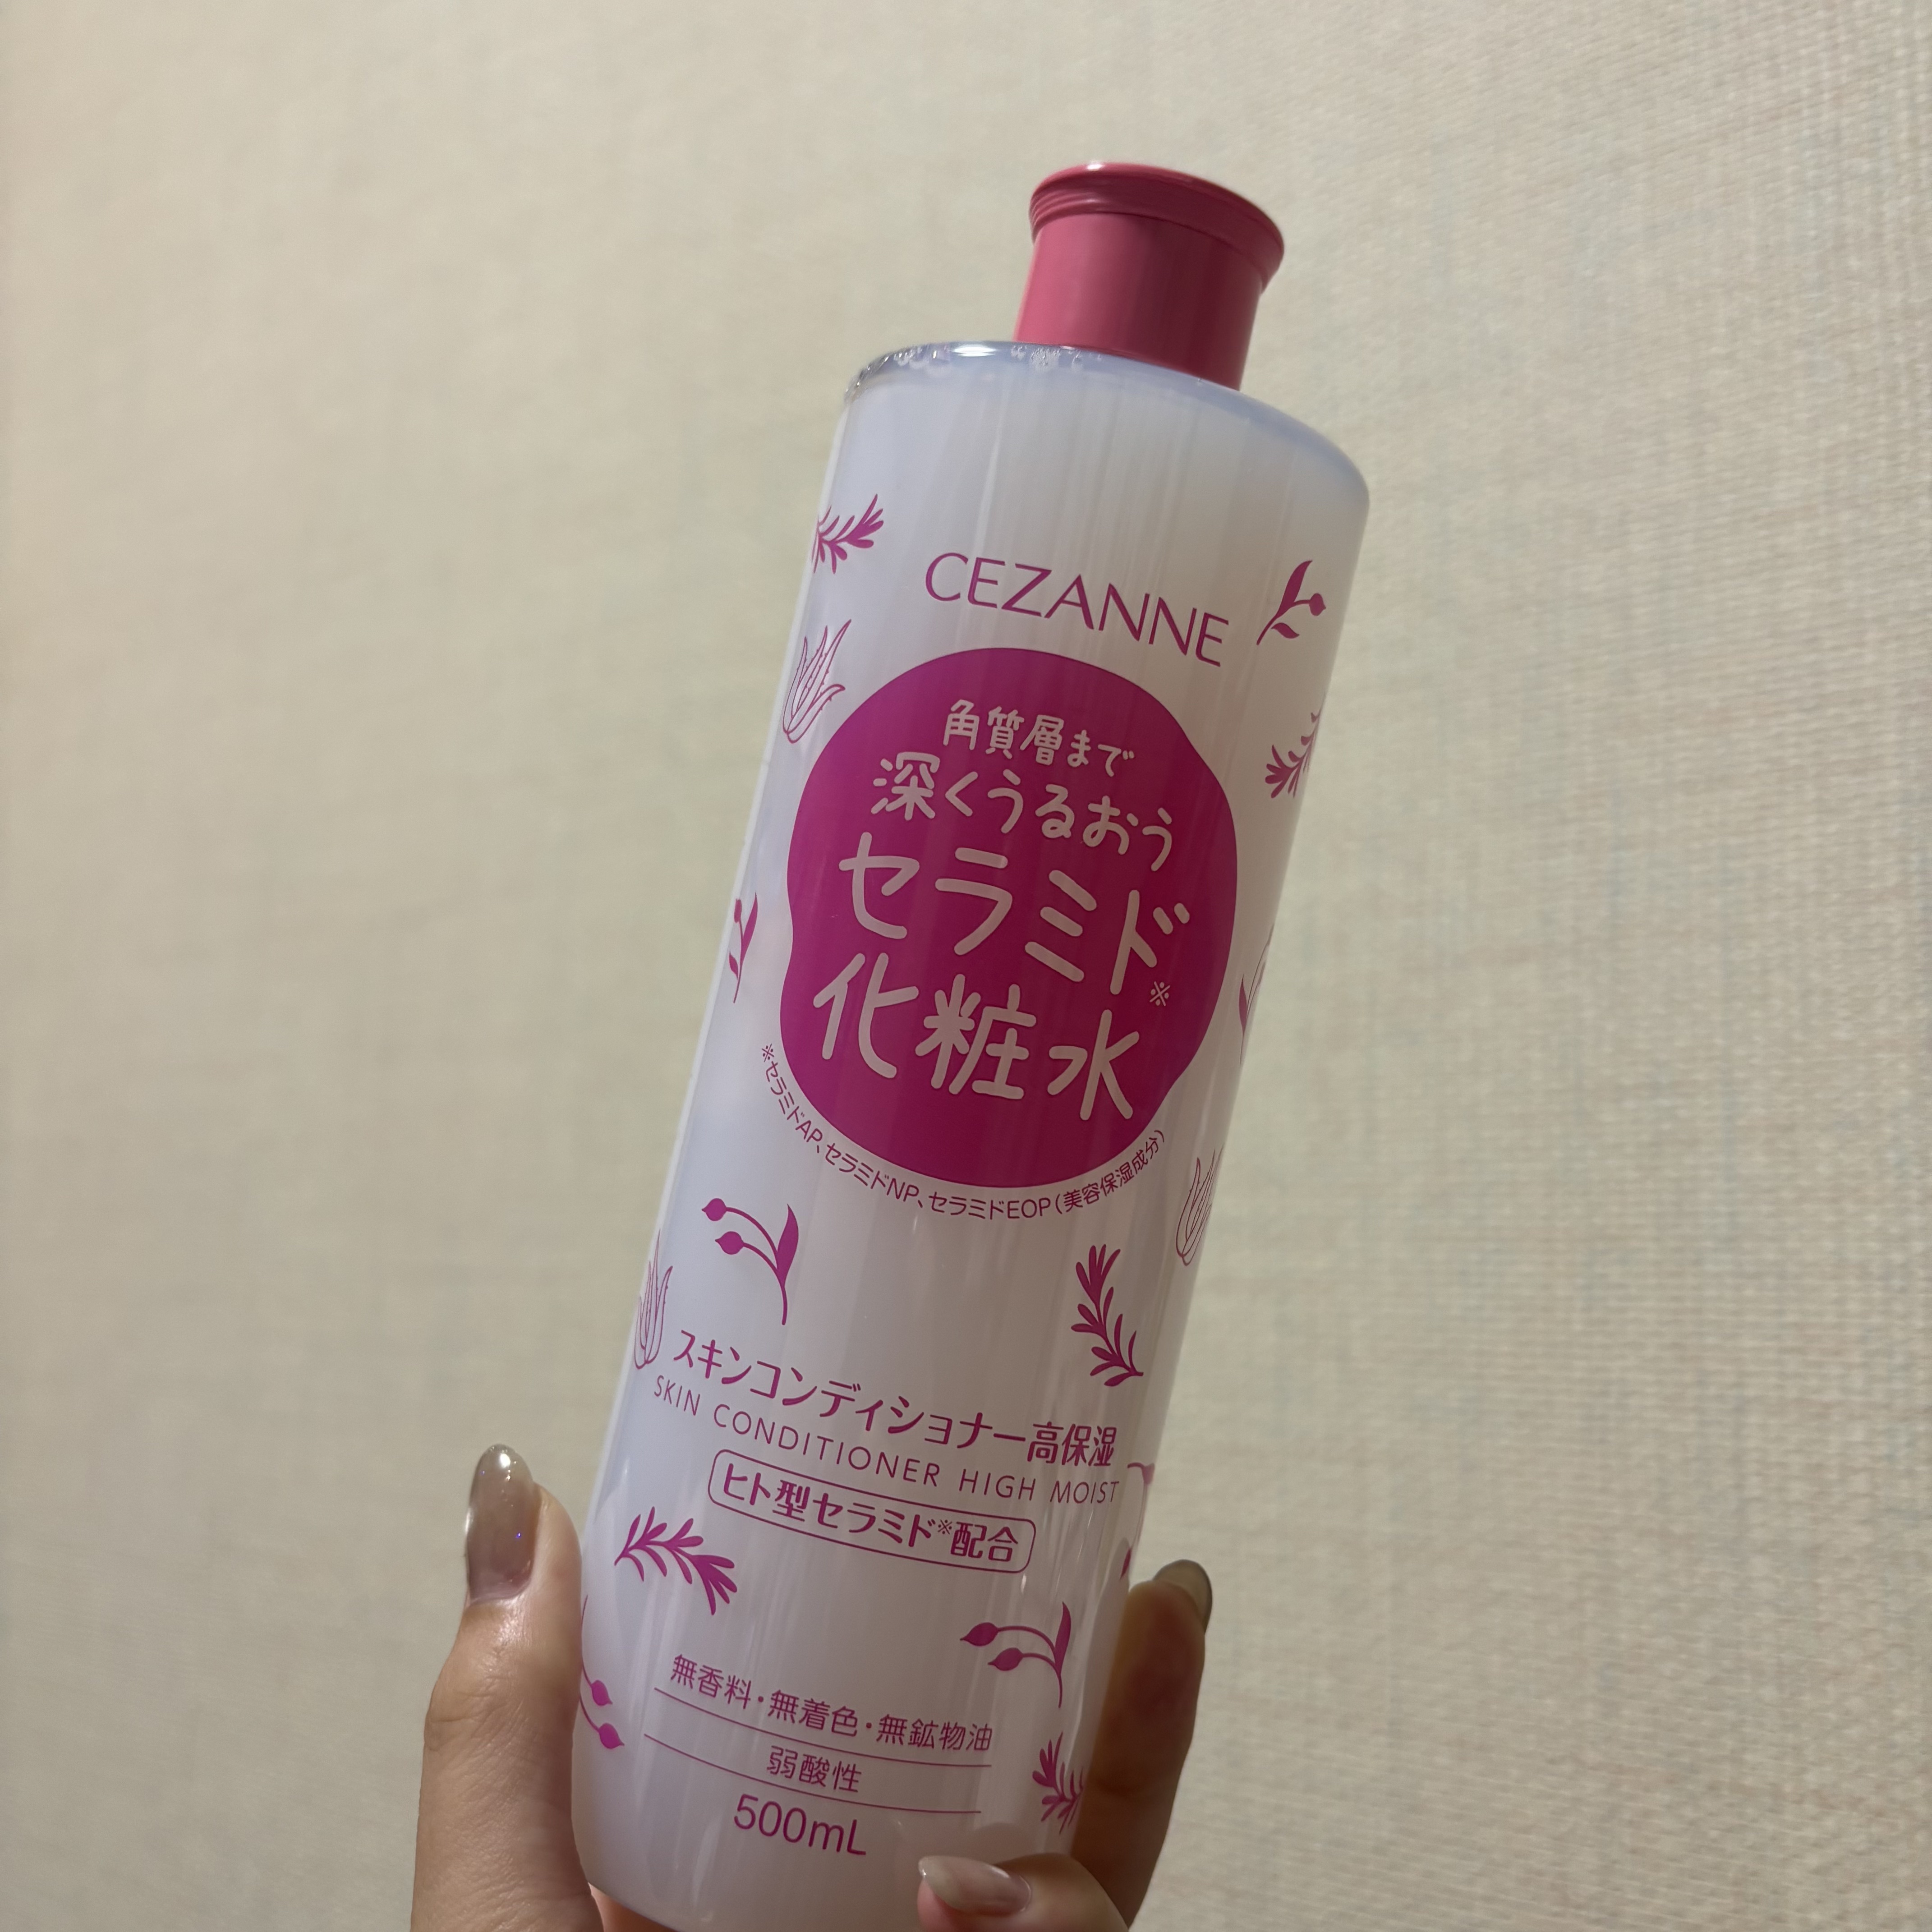 CEZANNE
角質層まで
深くうるおう
セラミド※
化粧水
※セラミドAP、セラミドNP、セラミドEOP(美容保湿成分)
スキンコンディショナー高保湿
SKIN CONDITIONER HIGH MOIST
ヒト型セラミド※配合
無香料・無着色・無鉱物油
弱酸性
500mL